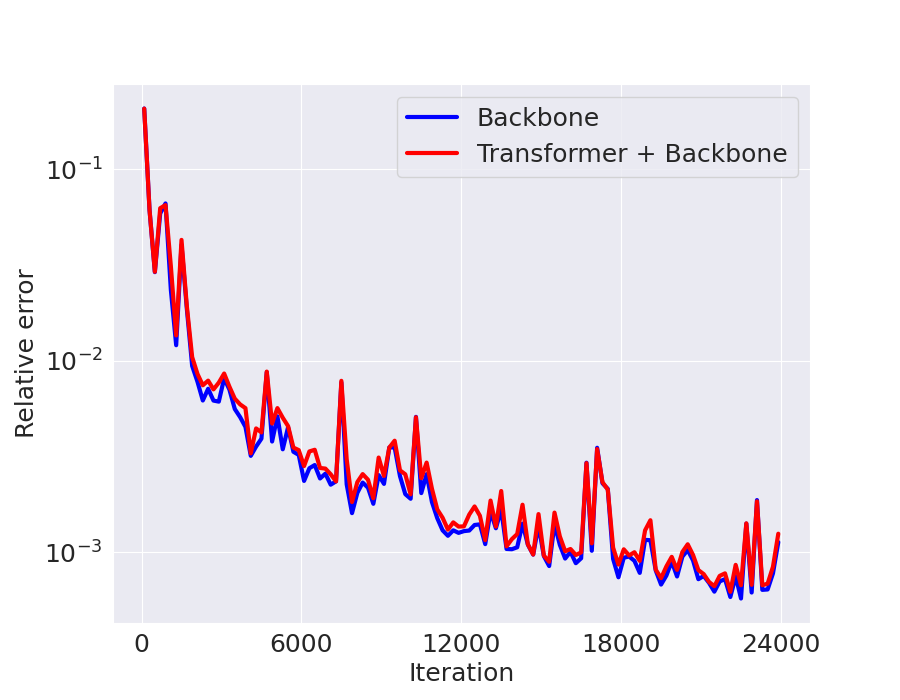 Backbone
Transformer + Backbone
10⁻¹
10⁻²
10⁻³
Relative error
0 6000 12000 18000 24000
Iteration